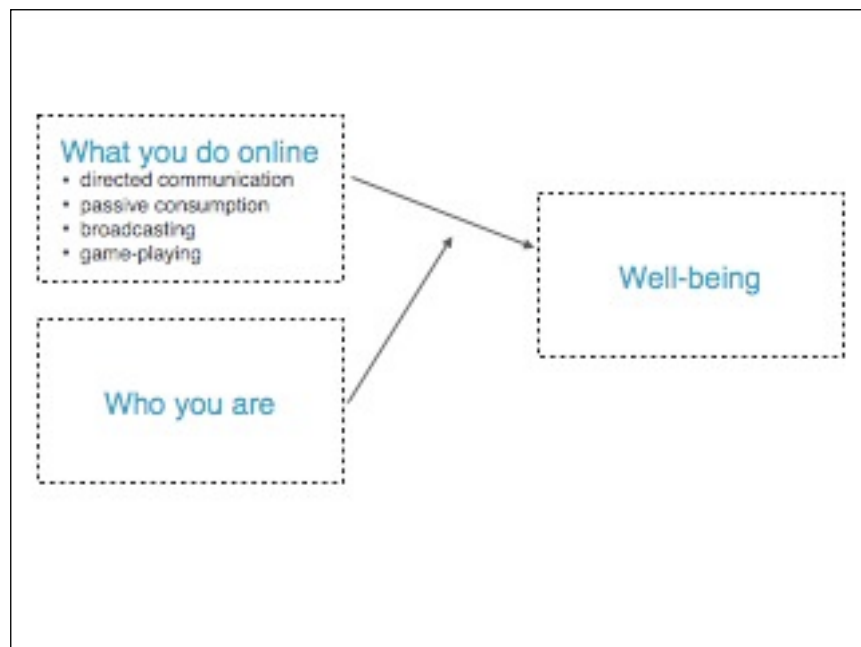 What you do online
• directed communication
• passive consumption
• broadcasting
• game-playing
Well-being
Who you are